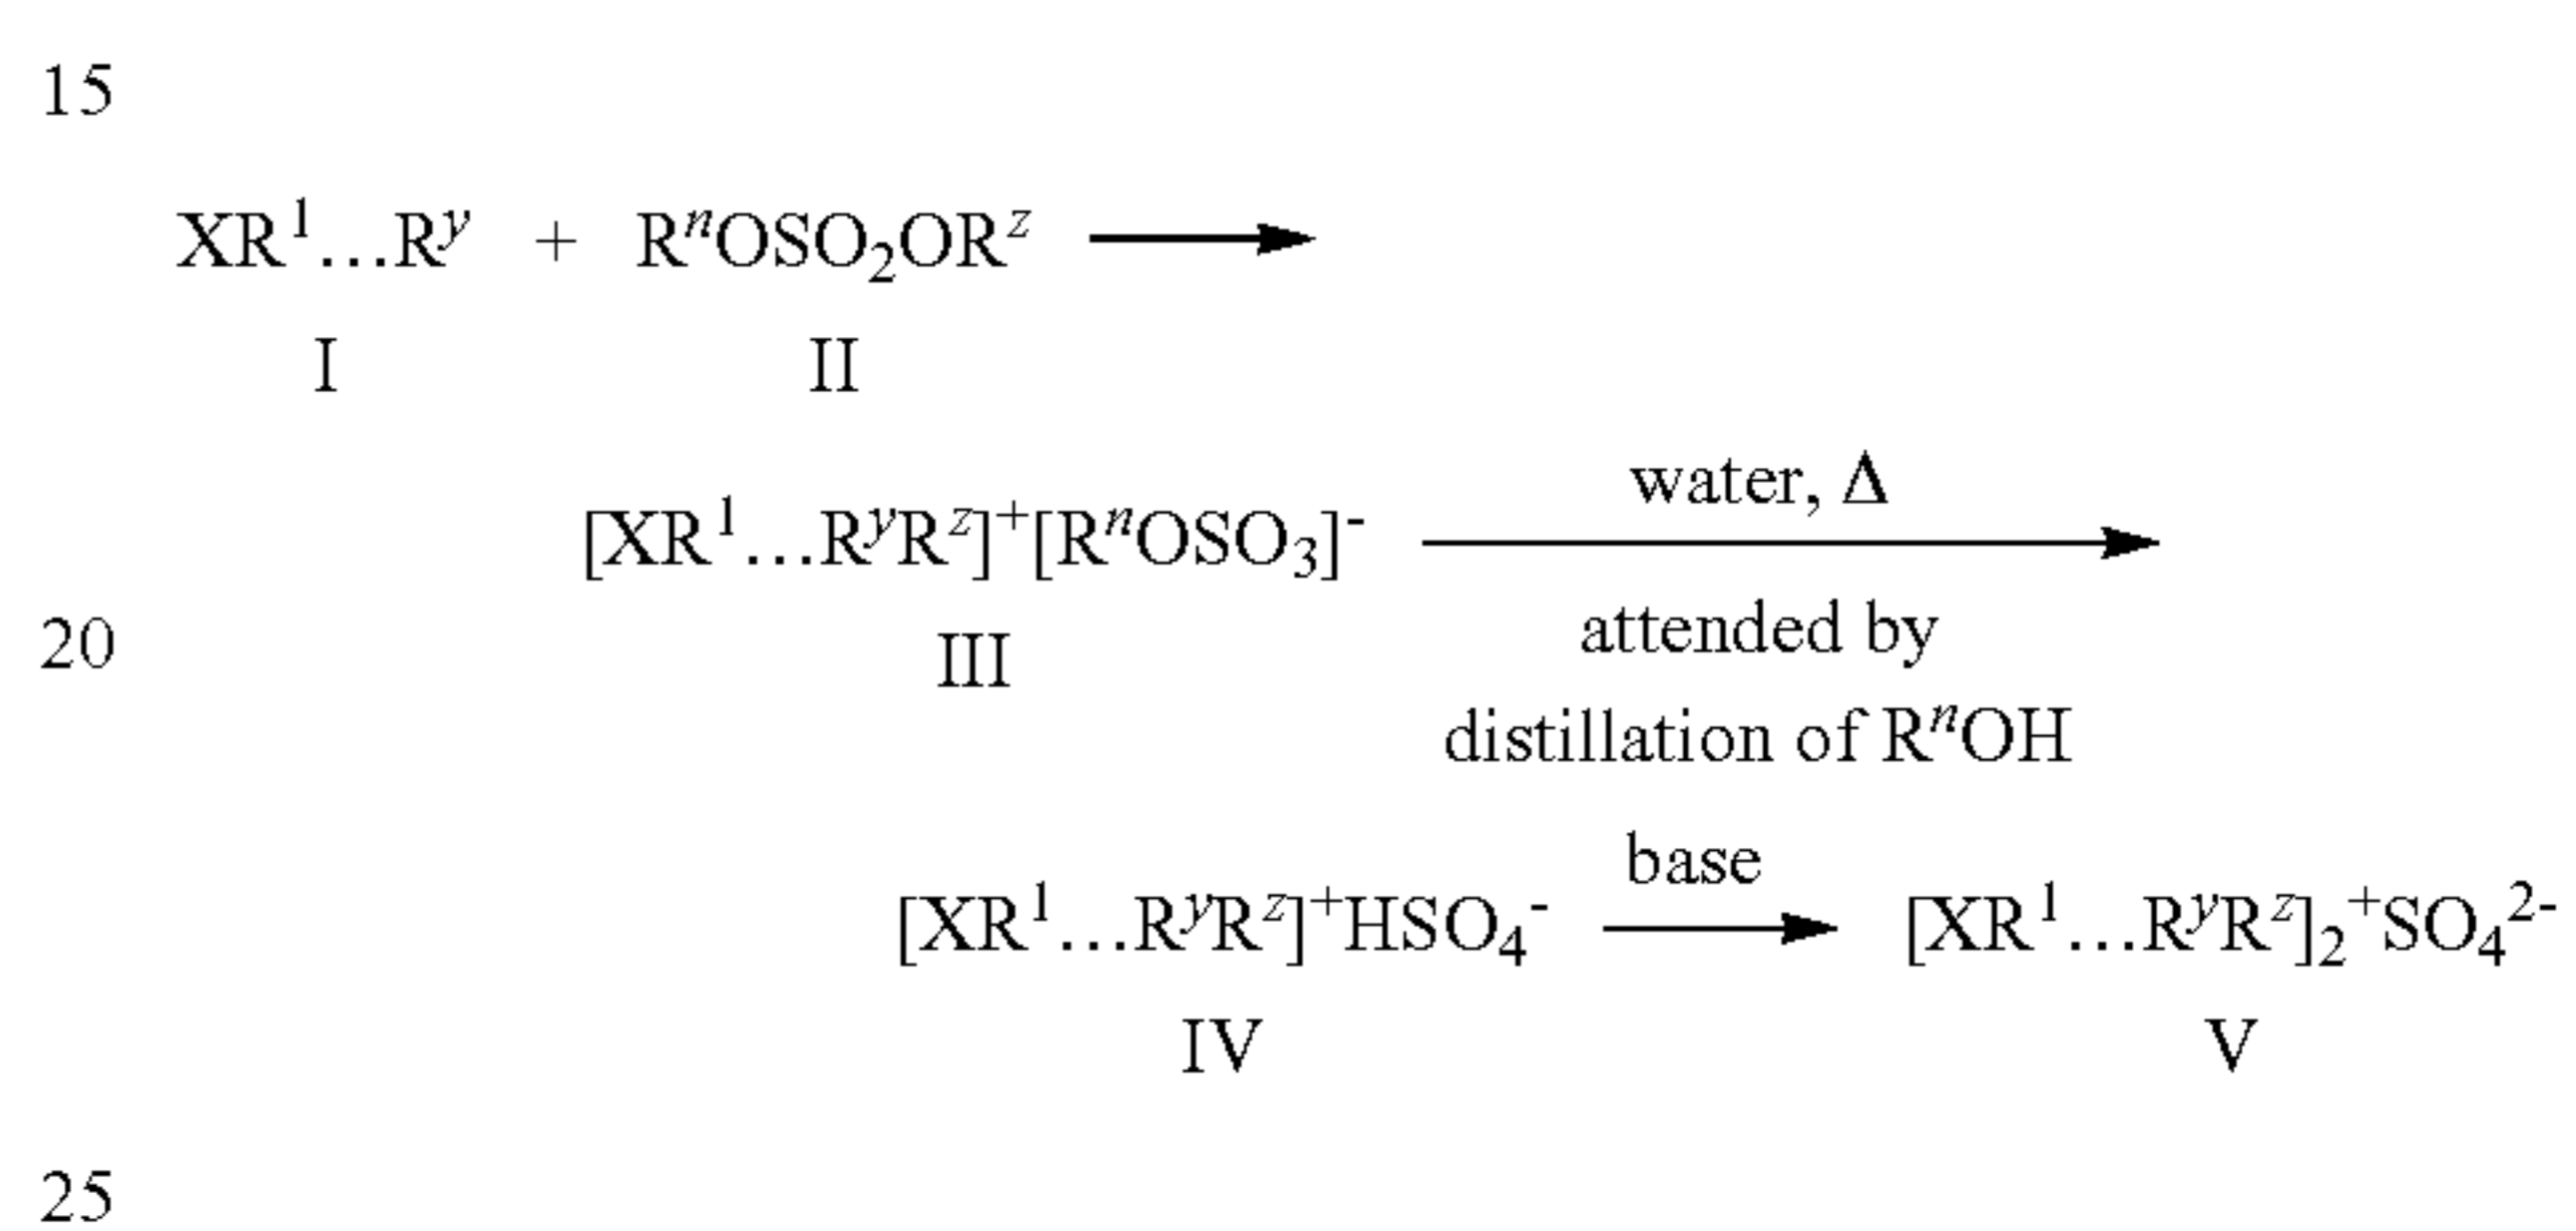 15
XR¹...Rʸ + RⁿOSO₂ORᶻ ⟶
I II
[XR¹...RʸRᶻ]⁺[RⁿOSO₃]⁻ ⟶ water, Δ
20
III
attended by
distillation of RⁿOH
[XR¹...RʸRᶻ]⁺HSO₄⁻ ⟶ base [XR¹...RʸRᶻ]₂⁺SO₄²⁻
IV V
25